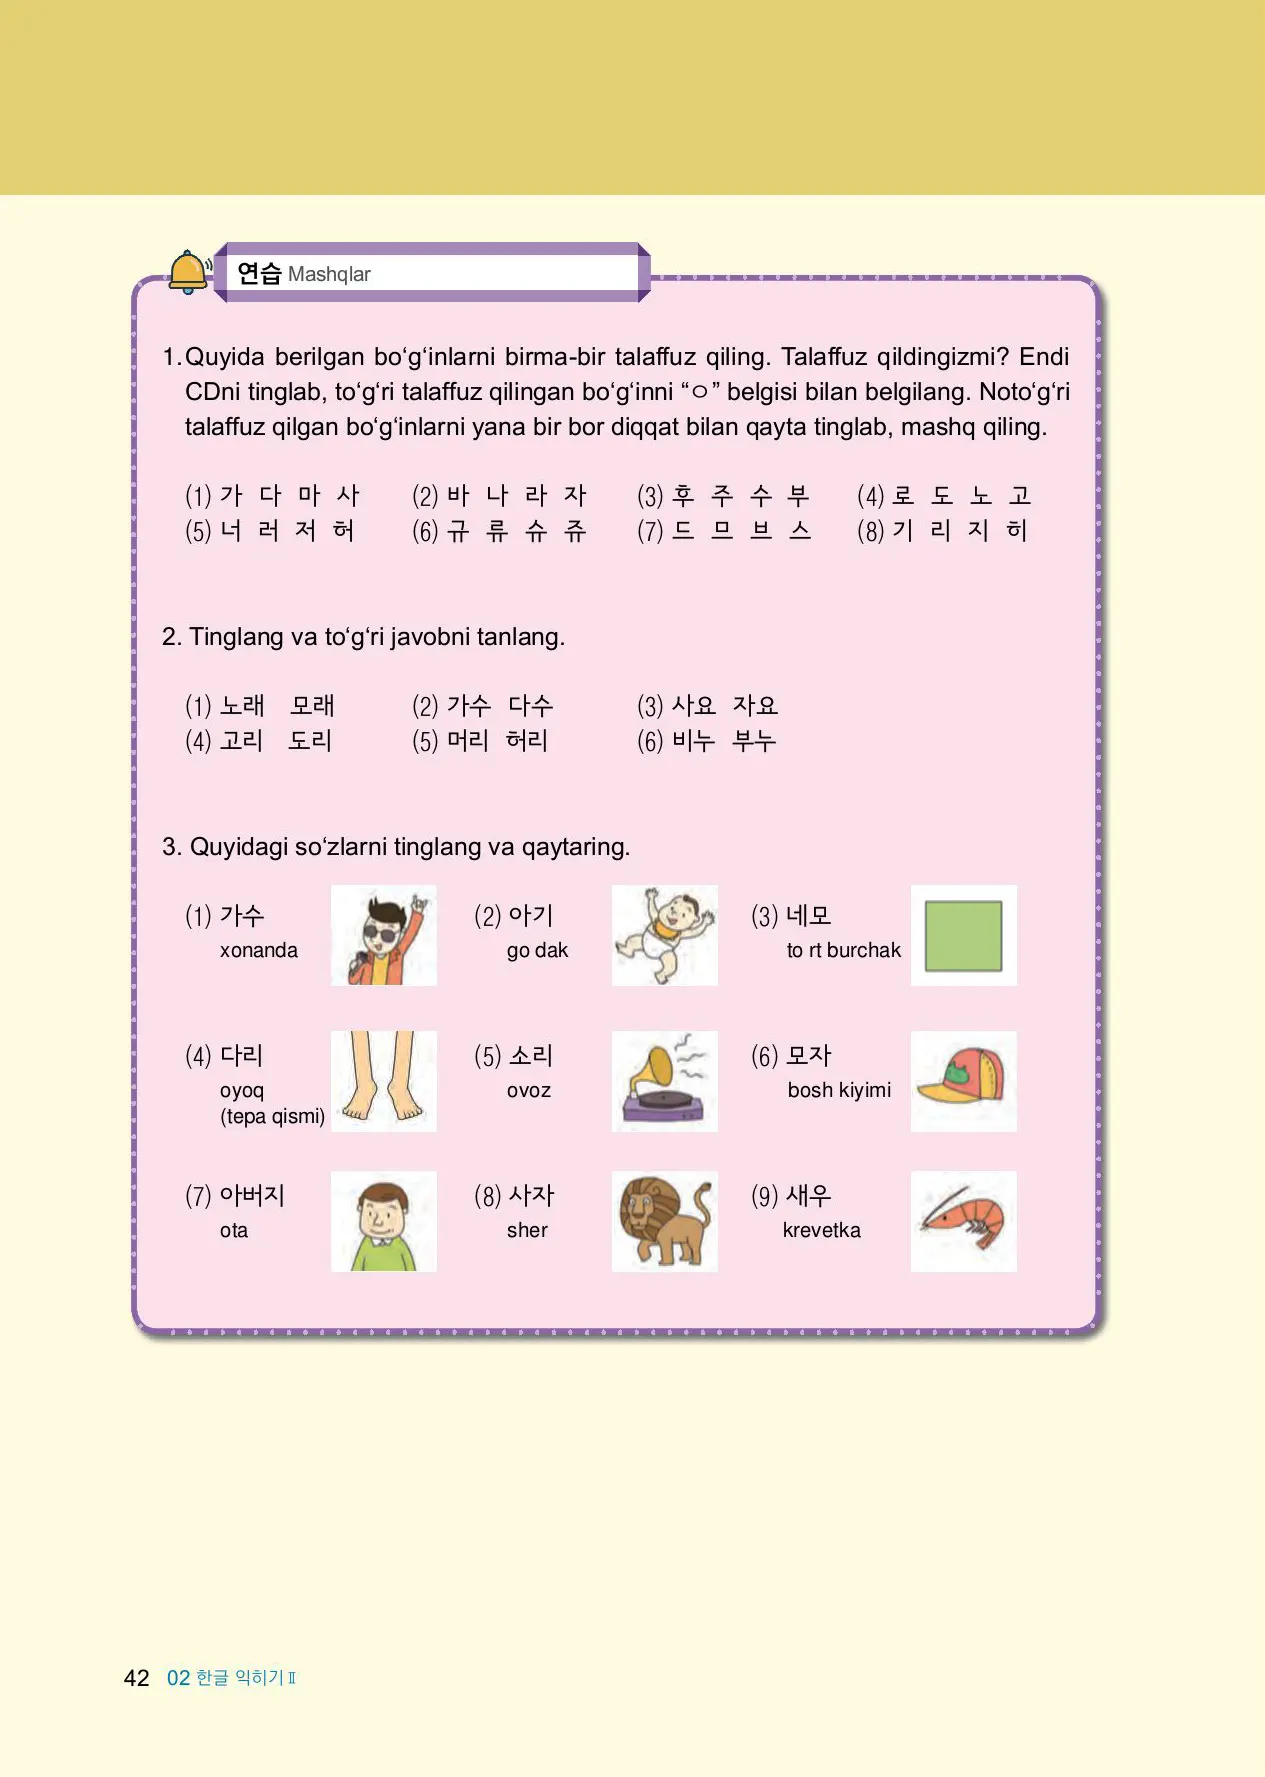 연습 Mashqlar
1.Quyida berilgan bo‘g‘inlarni birma-bir talaffuz qiling. Talaffuz qildingizmi? Endi
CDni tinglab, to‘g‘ri talaffuz qilingan bo‘g‘inni “ㅇ” belgisi bilan belgilang. Noto‘g‘ri
talaffuz qilgan bo‘g‘inlarni yana bir bor diqqat bilan qayta tinglab, mashq qiling.
(1) 가 다 마 사 (2) 바 나 라 자 (3) 후 주 수 부 (4) 로 도 노 고
(5) 너 러 저 허 (6) 규 류 슈 쥬 (7) 드 므 브 스 (8) 기 리 지 히
2. Tinglang va to‘g‘ri javobni tanlang.
(1) 노래 모래 (2) 가수 다수 (3) 사요 자요
(4) 고리 도리 (5) 머리 허리 (6) 비누 부누
3. Quyidagi so‘zlarni tinglang va qaytaring.
(1) 가수 (2) 아기 (3) 네모
xonanda go dak to rt burchak
(4) 다리 (5) 소리 (6) 모자
oyoq ovoz bosh kiyimi
(tepa qismi)
(7) 아버지 (8) 사자 (9) 새우
ota sher krevetka
42 02 한글 익히기 Ⅱ